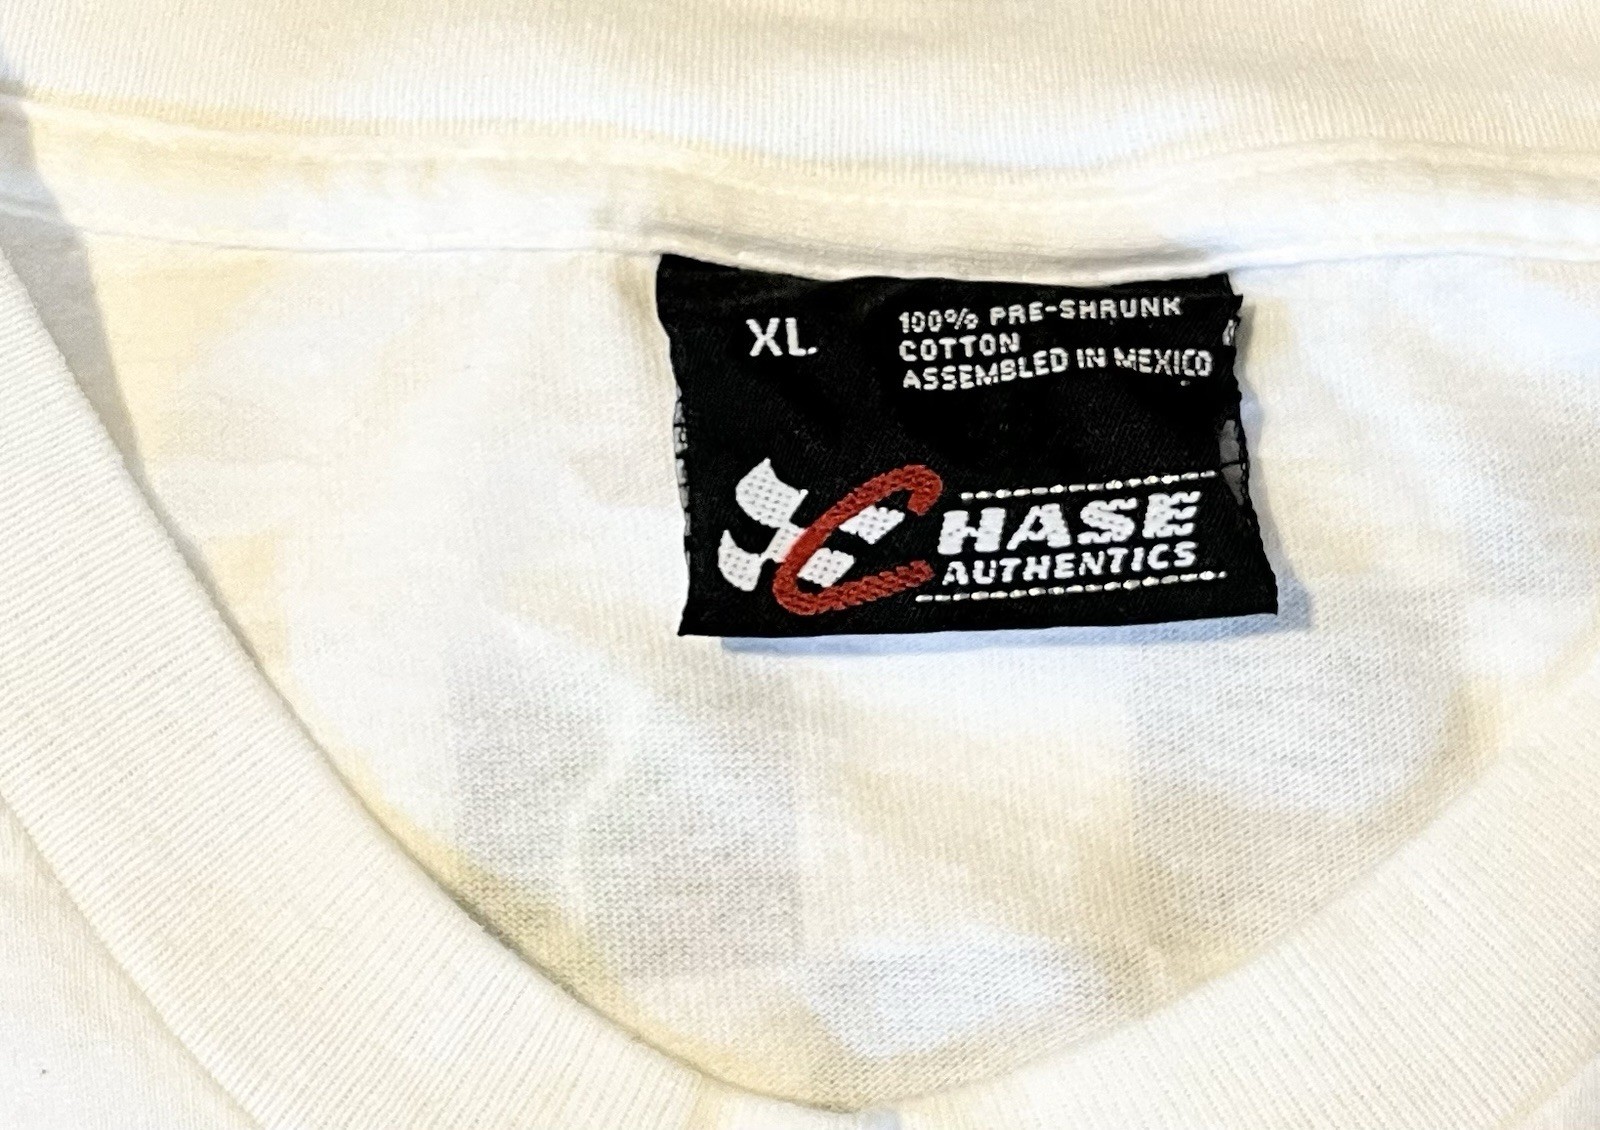 XL
100% PRE-SHRUNK
COTTON
ASSEMBLED IN MEXICO
CHASE
AUTHENTICS